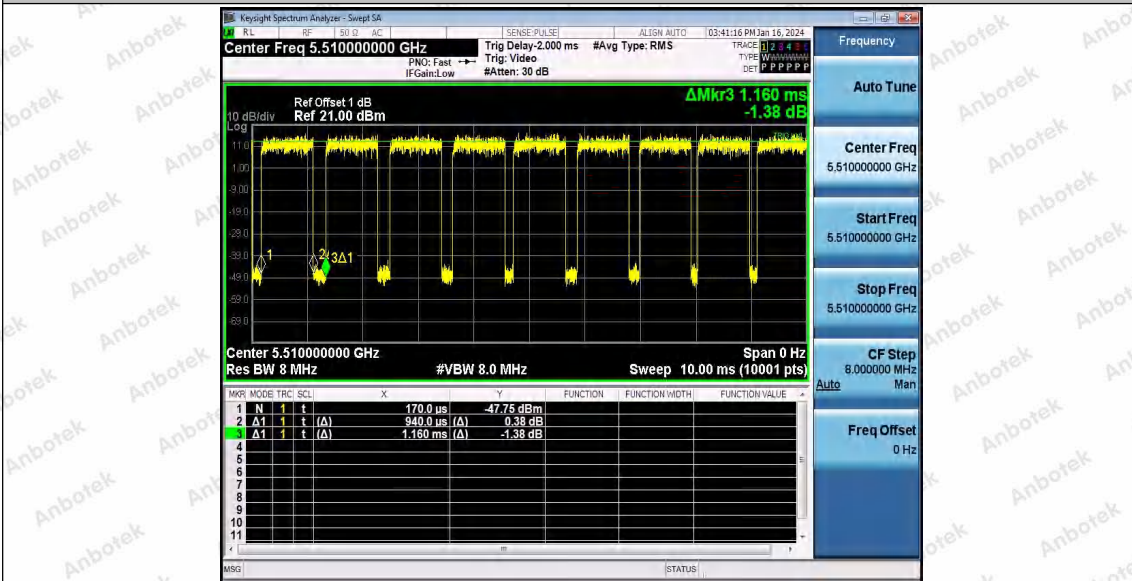 Keysight Spectrum Analyzer - Swept SA
RL RF 50 Ω AC SENSE:PULSE ALIGN AUTO 03:41:16 PM Jan 16, 2024
Center Freq 5.510000000 GHz
PNO: Fast
IFGain:Low
Trig Delay-2.000 ms
Trig: Video
#Atten: 30 dB
#Avg Type: RMS
TRACE 1 2 3 4 5 6
TYPE WWWWWW
DET P P P P P P
ΔMkr3 1.160 ms
-1.38 dB
10 dB/div
Log
Ref Offset 1 dB
Ref 21.00 dBm
11.0
1.00
-9.00
-19.0
-29.0
-39.0
-49.0
-59.0
-69.0
1
2
3Δ1
Center 5.510000000 GHz Span 0 Hz
Res BW 8 MHz #VBW 8.0 MHz Sweep 10.00 ms (10001 pts)
MKR MODE TRC SCL X Y FUNCTION FUNCTION WIDTH FUNCTION VALUE
1 N 1 t 170.0 µs -47.75 dBm
2 Δ1 1 t (Δ) 940.0 µs (Δ) 0.38 dB
3 Δ1 1 t (Δ) 1.160 ms (Δ) -1.38 dB
4
5
6
7
8
9
10
11
MSG STATUS
Frequency
Auto Tune
Center Freq
5.510000000 GHz
Start Freq
5.510000000 GHz
Stop Freq
5.510000000 GHz
CF Step
8.000000 MHz
Auto Man
Freq Offset
0 Hz
Anbotek